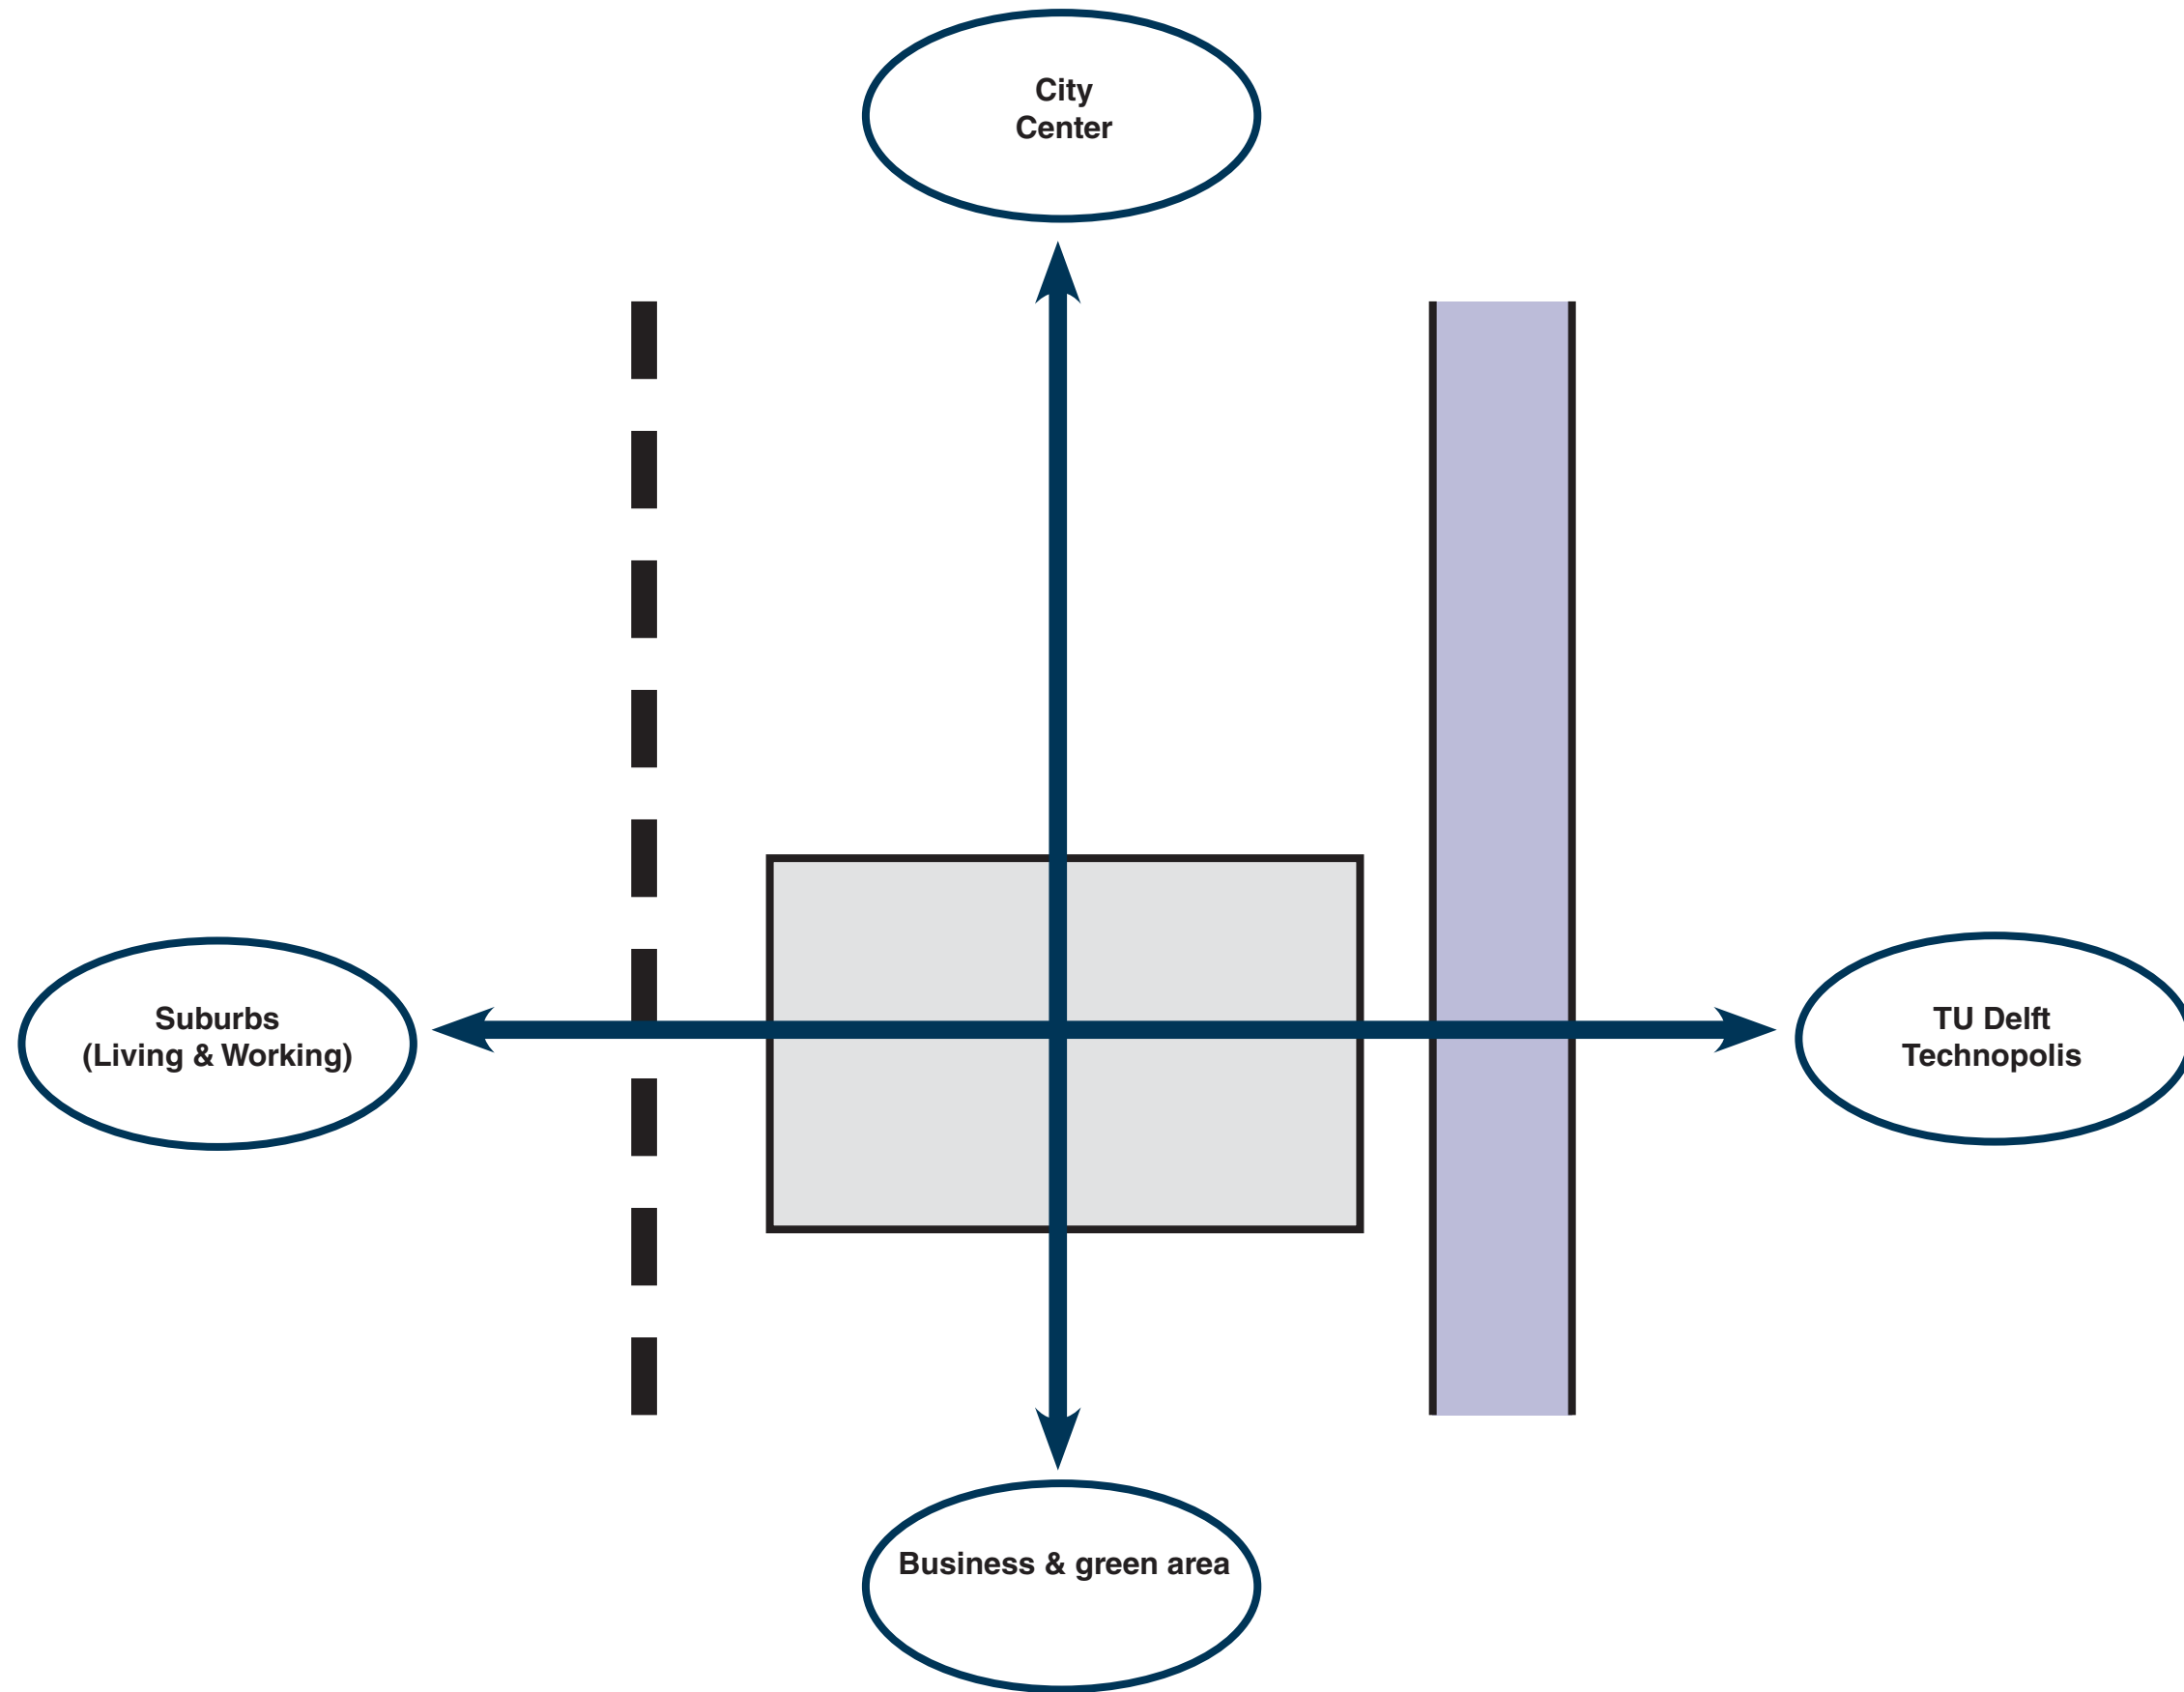 City
Center
Suburbs
(Living & Working)
TU Delft
Technopolis
Business & green area